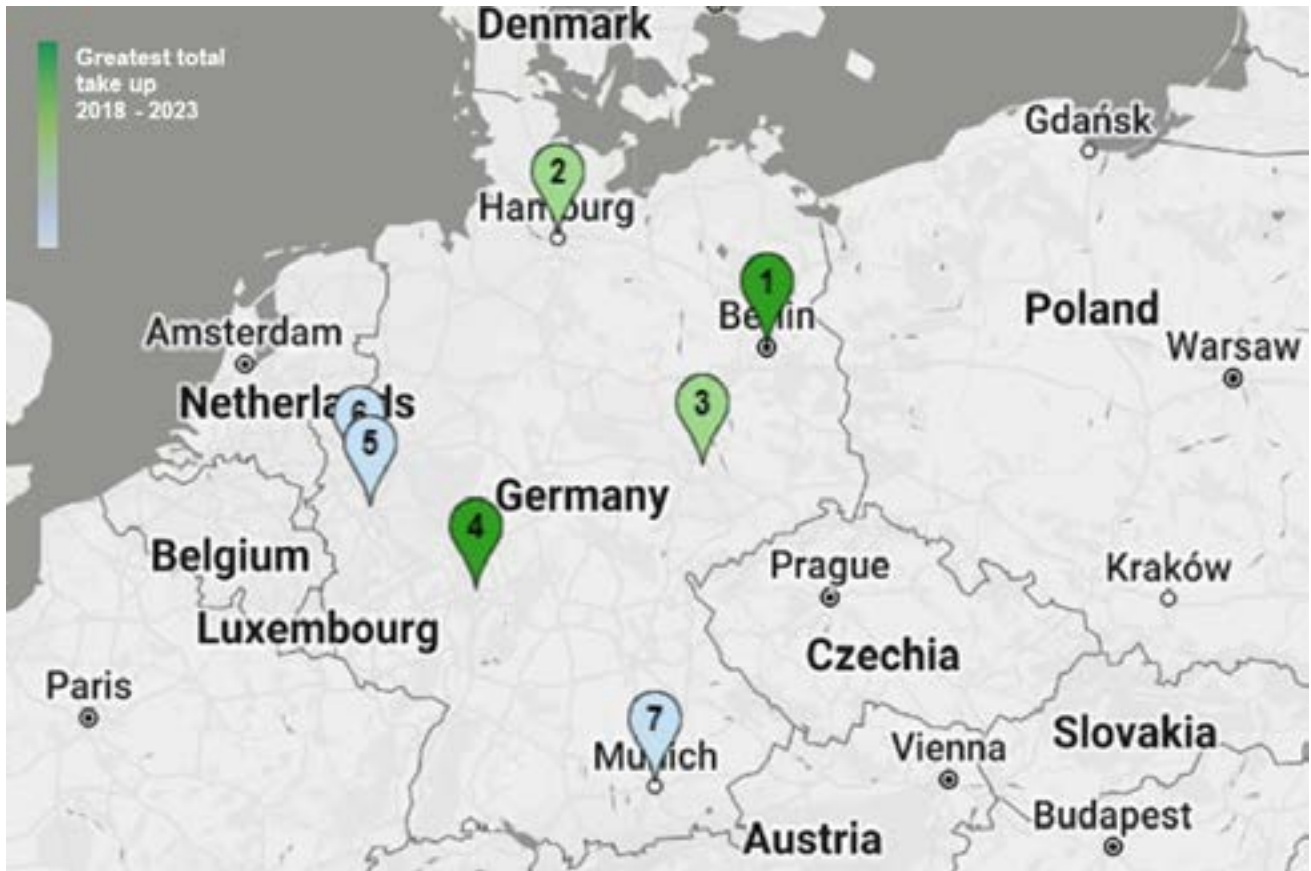 Denmark
Greatest total
take up
2018 - 2023
Gdańsk
2
Hamburg
1
Berlin
Poland
Amsterdam
Warsaw
Netherlands
6
3
5
Germany
4
Belgium
Prague
Kraków
Luxembourg
Czechia
Paris
7
Munich
Vienna
Slovakia
Budapest
Austria